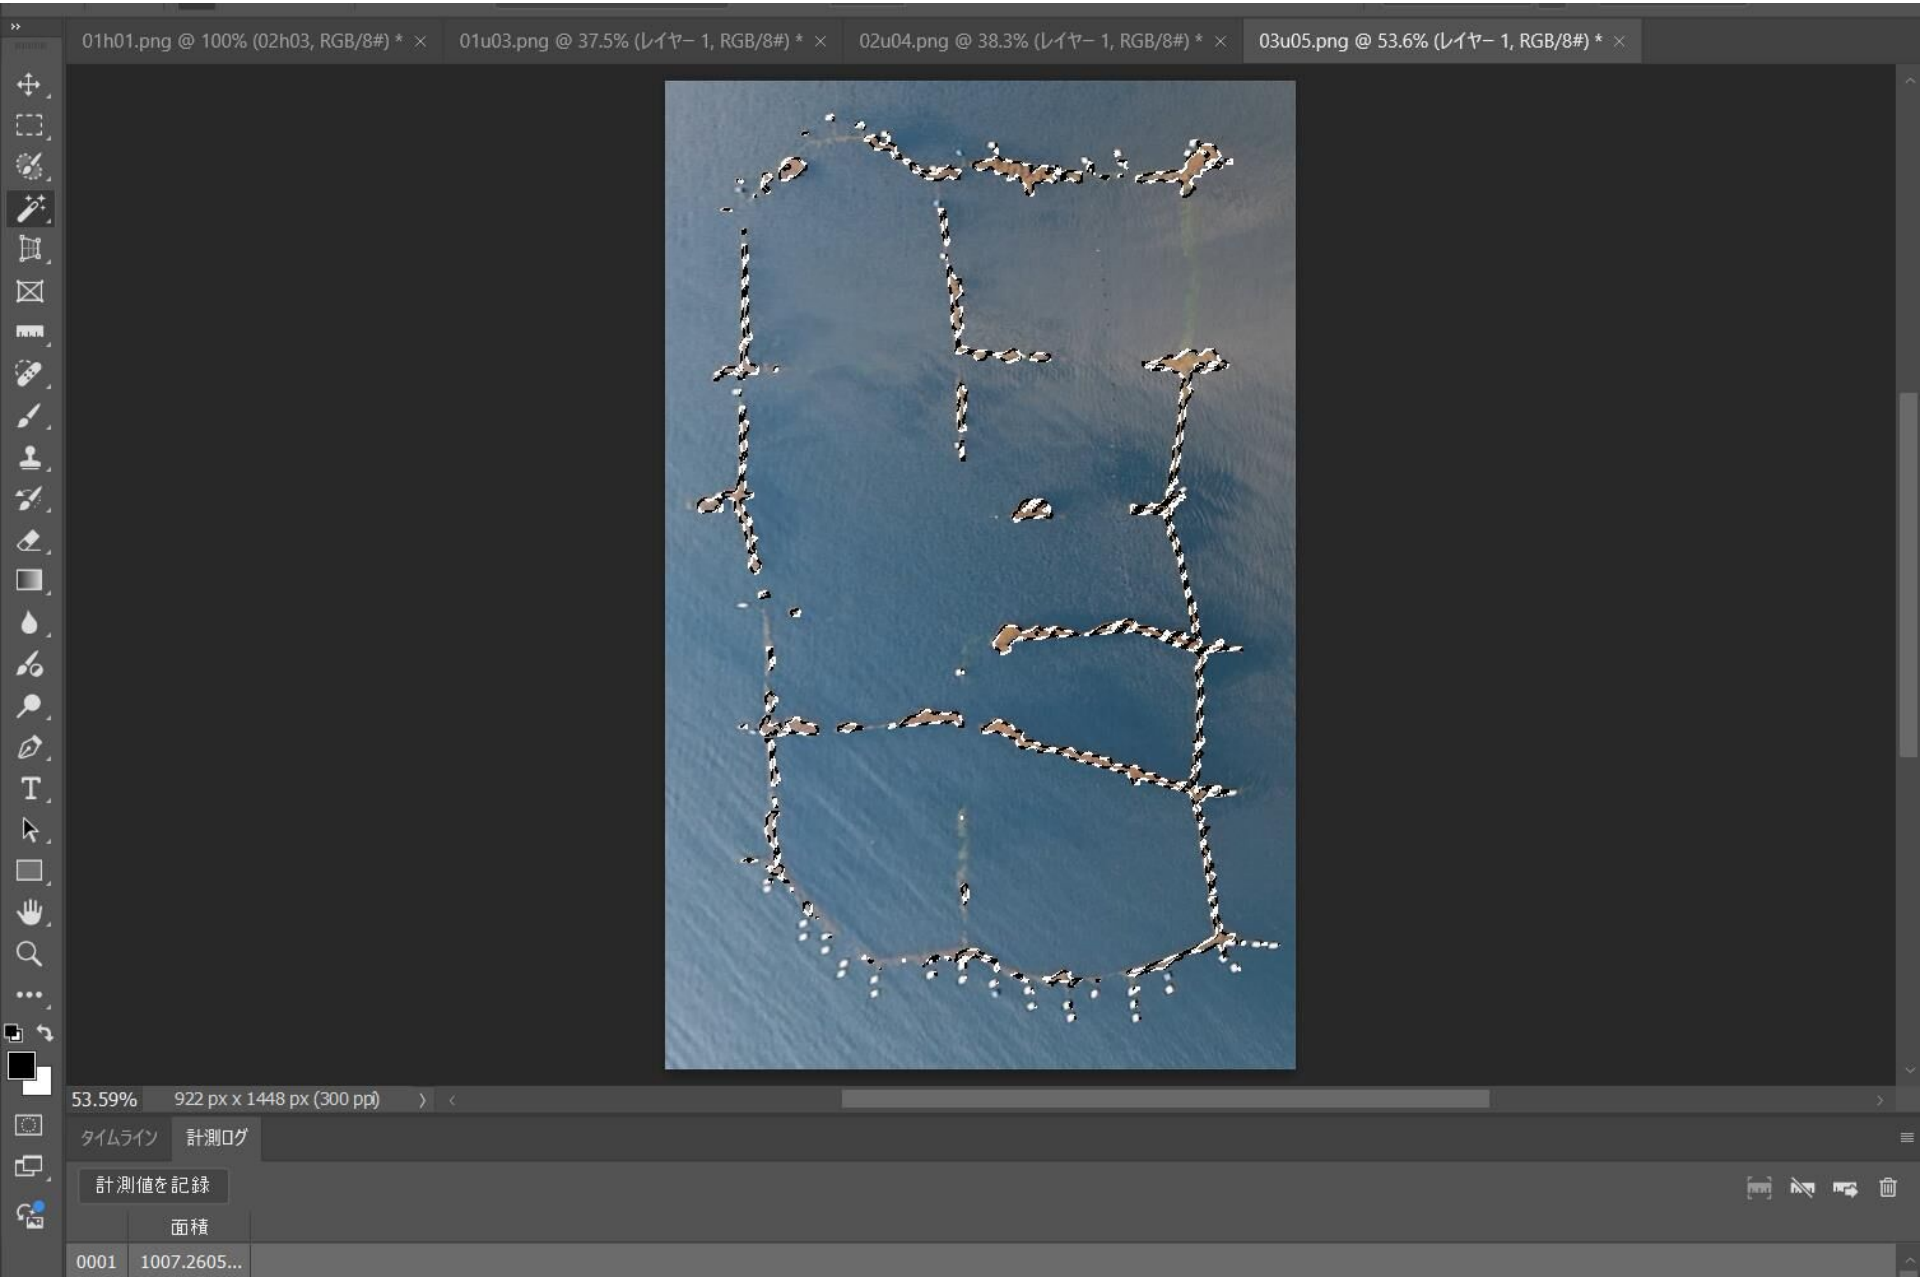 01h01.png @ 100% (02h03, RGB/8#) * ×
01u03.png @ 37.5% (レイヤー 1, RGB/8#) * ×
02u04.png @ 38.3% (レイヤー 1, RGB/8#) * ×
03u05.png @ 53.6% (レイヤー 1, RGB/8#) * ×
53.59% 922 px x 1448 px (300 ppi)
タイムライン 計測ログ
計測値を記録
面積
0001 1007.2605...